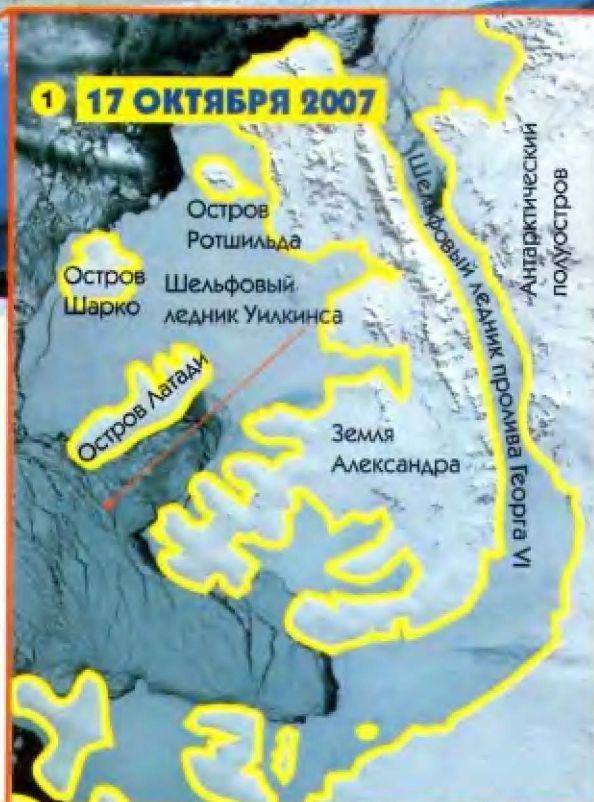 1 17 ОКТЯБРЯ 2007
Остров
Ротшильда
Остров
Шарко
Шельфовый
ледник Уилкинса
Остров Латади
Земля
Александра
Шельфовый ледник пролива Георга VI
Антарктический
полуостров